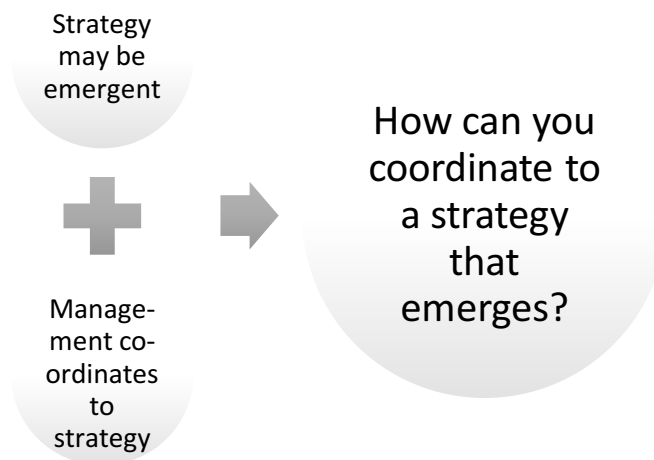 Strategy
may be
emergent
Manage-
ment co-
ordinates
to
strategy
How can you
coordinate to
a strategy
that
emerges?